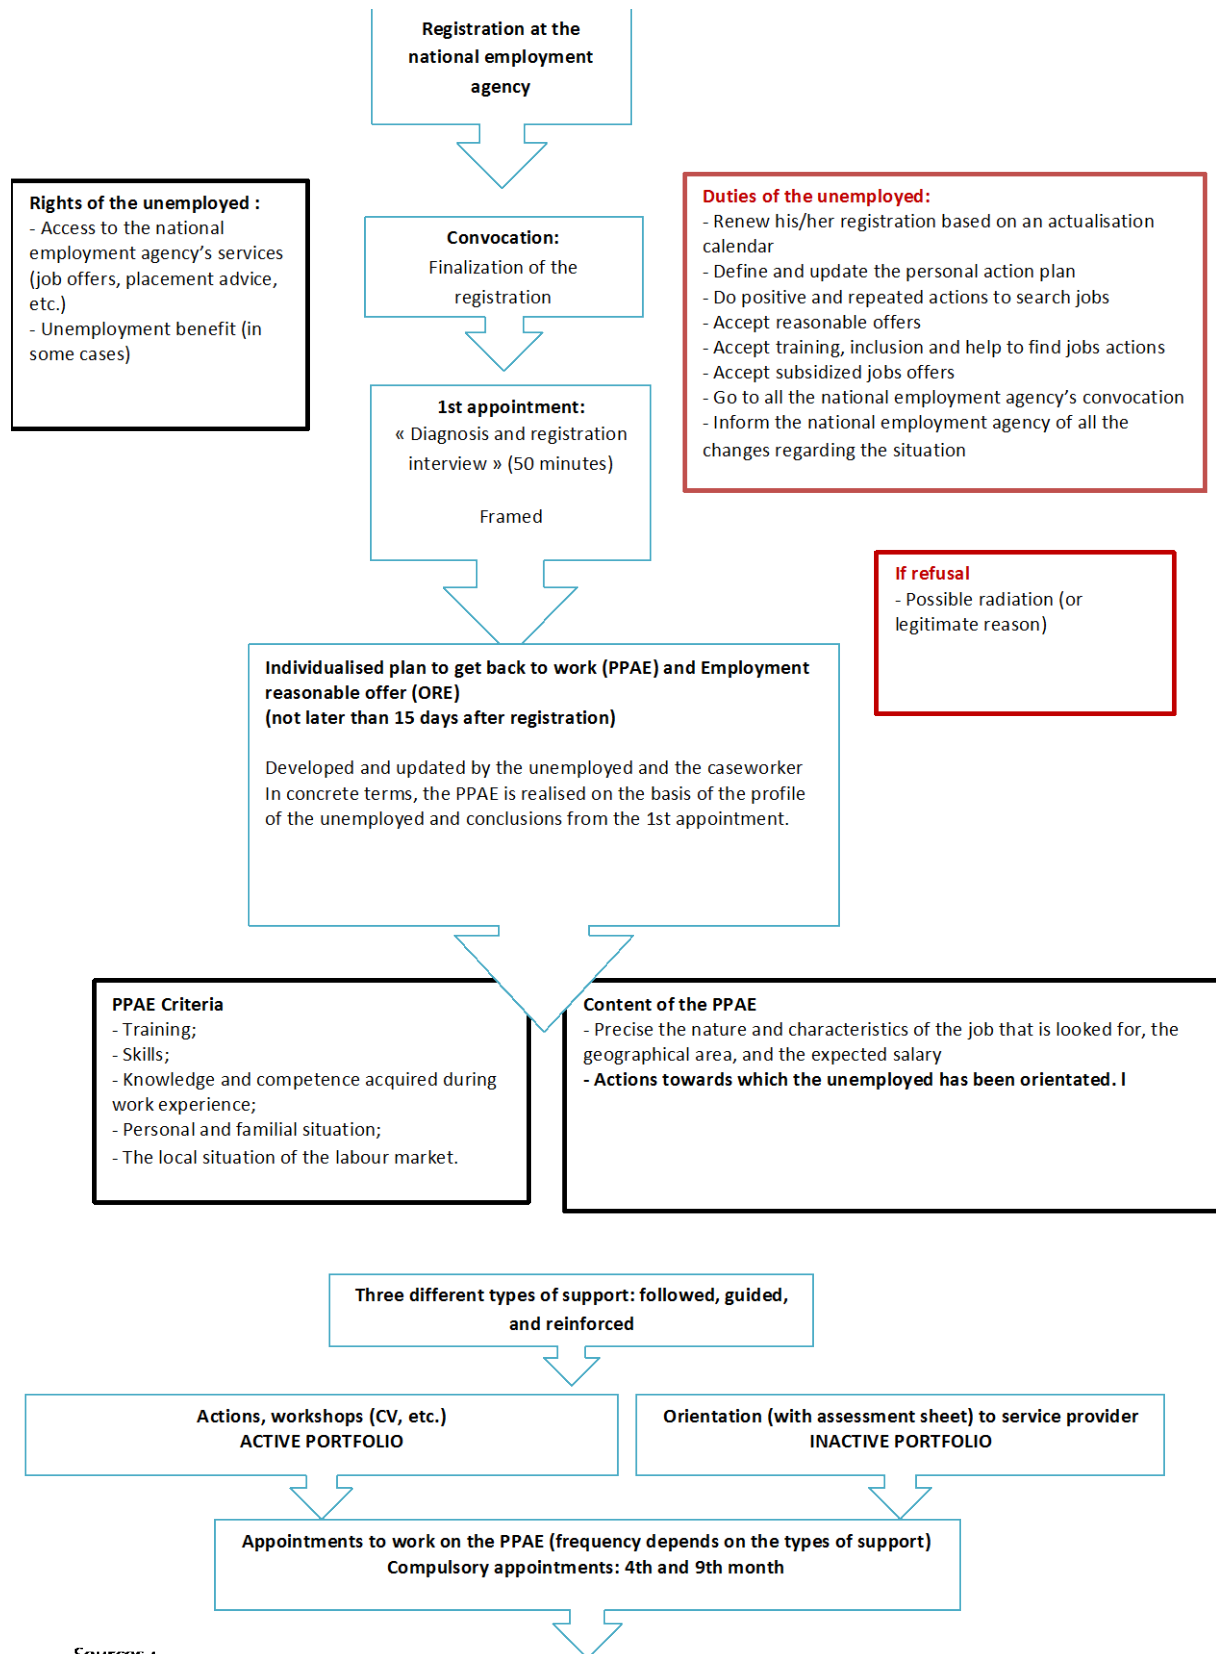 Registration at the
national employment
agency
Rights of the unemployed :
- Access to the national
employment agency's services
(job offers, placement advice,
etc.)
- Unemployment benefit (in
some cases)
Convocation:
Finalization of the
registration
Duties of the unemployed:
- Renew his/her registration based on an actualisation
calendar
- Define and update the personal action plan
- Do positive and repeated actions to search jobs
- Accept reasonable offers
- Accept training, inclusion and help to find jobs actions
- Accept subsidized jobs offers
- Go to all the national employment agency's convocation
- Inform the national employment agency of all the
changes regarding the situation
1st appointment:
« Diagnosis and registration
interview » (50 minutes)
Framed
If refusal
- Possible radiation (or
legitimate reason)
Individualised plan to get back to work (PPAE) and Employment
reasonable offer (ORE)
(not later than 15 days after registration)
Developed and updated by the unemployed and the caseworker
In concrete terms, the PPAE is realised on the basis of the profile
of the unemployed and conclusions from the 1st appointment.
PPAE Criteria
- Training;
- Skills;
- Knowledge and competence acquired during
work experience;
- Personal and familial situation;
- The local situation of the labour market.
Content of the PPAE
- Precise the nature and characteristics of the job that is looked for, the
geographical area, and the expected salary
- Actions towards which the unemployed has been orientated. l
Three different types of support: followed, guided,
and reinforced
Actions, workshops (CV, etc.)
ACTIVE PORTFOLIO
Orientation (with assessment sheet) to service provider
INACTIVE PORTFOLIO
Appointments to work on the PPAE (frequency depends on the types of support)
Compulsory appointments: 4th and 9th month
Sources :